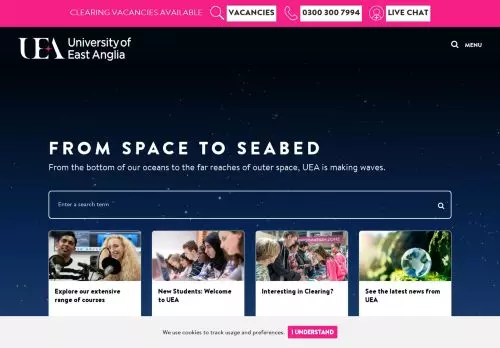 CLEARING VACANCIES AVAILABLE VACANCIES 0300 300 7994 LIVE CHAT
UEA University of
East Anglia
MENU
FROM SPACE TO SEABED
From the bottom of our oceans to the far reaches of outer space, UEA is making waves.
Enter a search term
Explore our extensive
range of courses
New Students: Welcome
to UEA
Interesting in Clearing?
See the latest news from
UEA
We use cookies to track usage and preferences. I UNDERSTAND